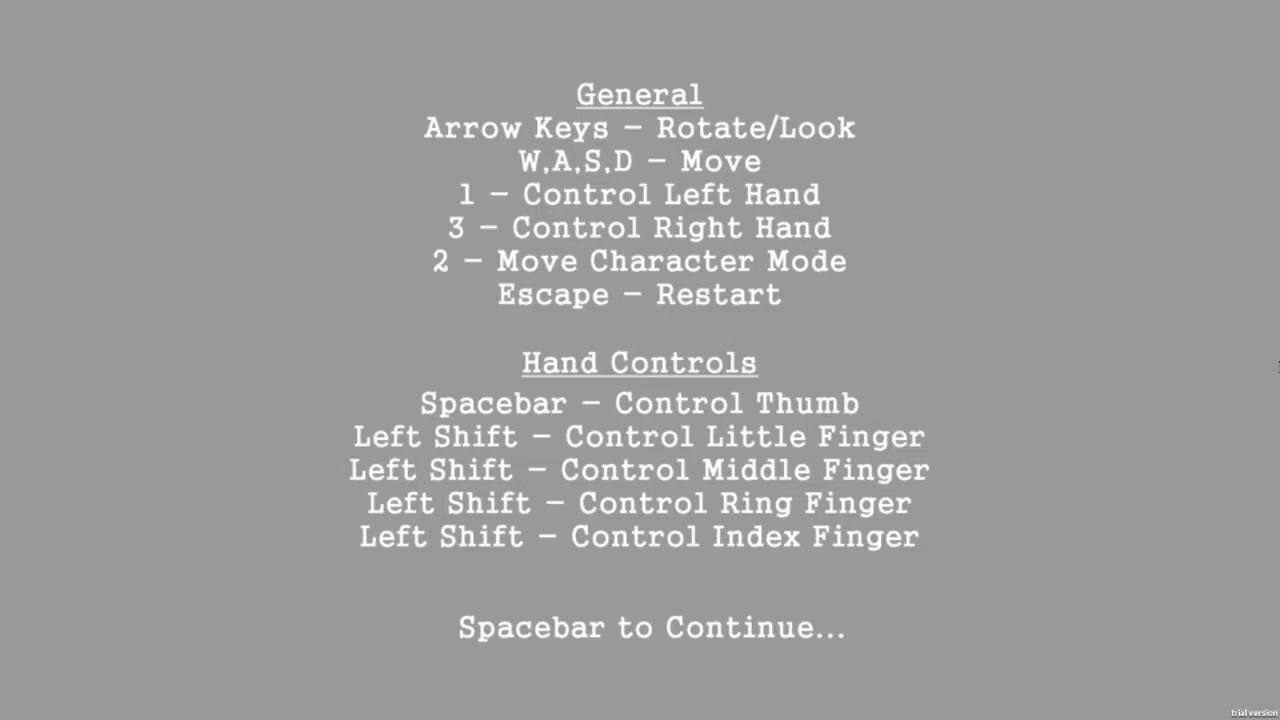 General
Arrow Keys – Rotate/Look
W,A,S,D – Move
1 – Control Left Hand
3 – Control Right Hand
2 – Move Character Mode
Escape – Restart
Hand Controls
Spacebar – Control Thumb
Left Shift – Control Little Finger
Left Shift – Control Middle Finger
Left Shift – Control Ring Finger
Left Shift – Control Index Finger
Spacebar to Continue...
trial version